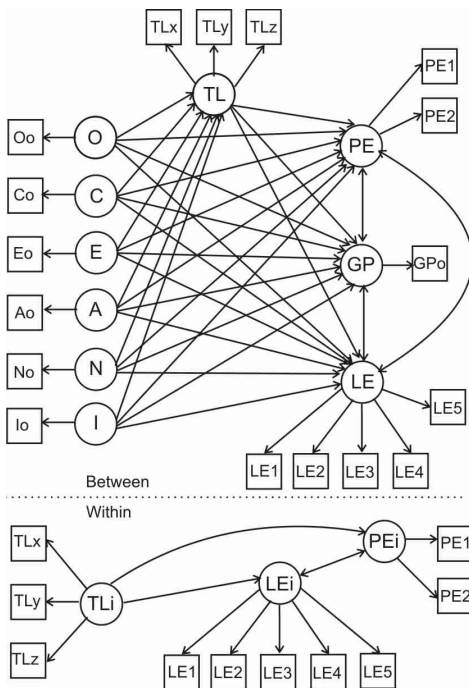 TLx TLy TLz
PE1
TL
PE2
Oo O
PE
Co C
Eo E
GP GPo
Ao A
No N
LE
LE5
Io I
LE1 LE2 LE3 LE4
Between
Within
TLx
PEi PE1
LEi
TLy TLi
PE2
TLz
LE1 LE2 LE3 LE4 LE5